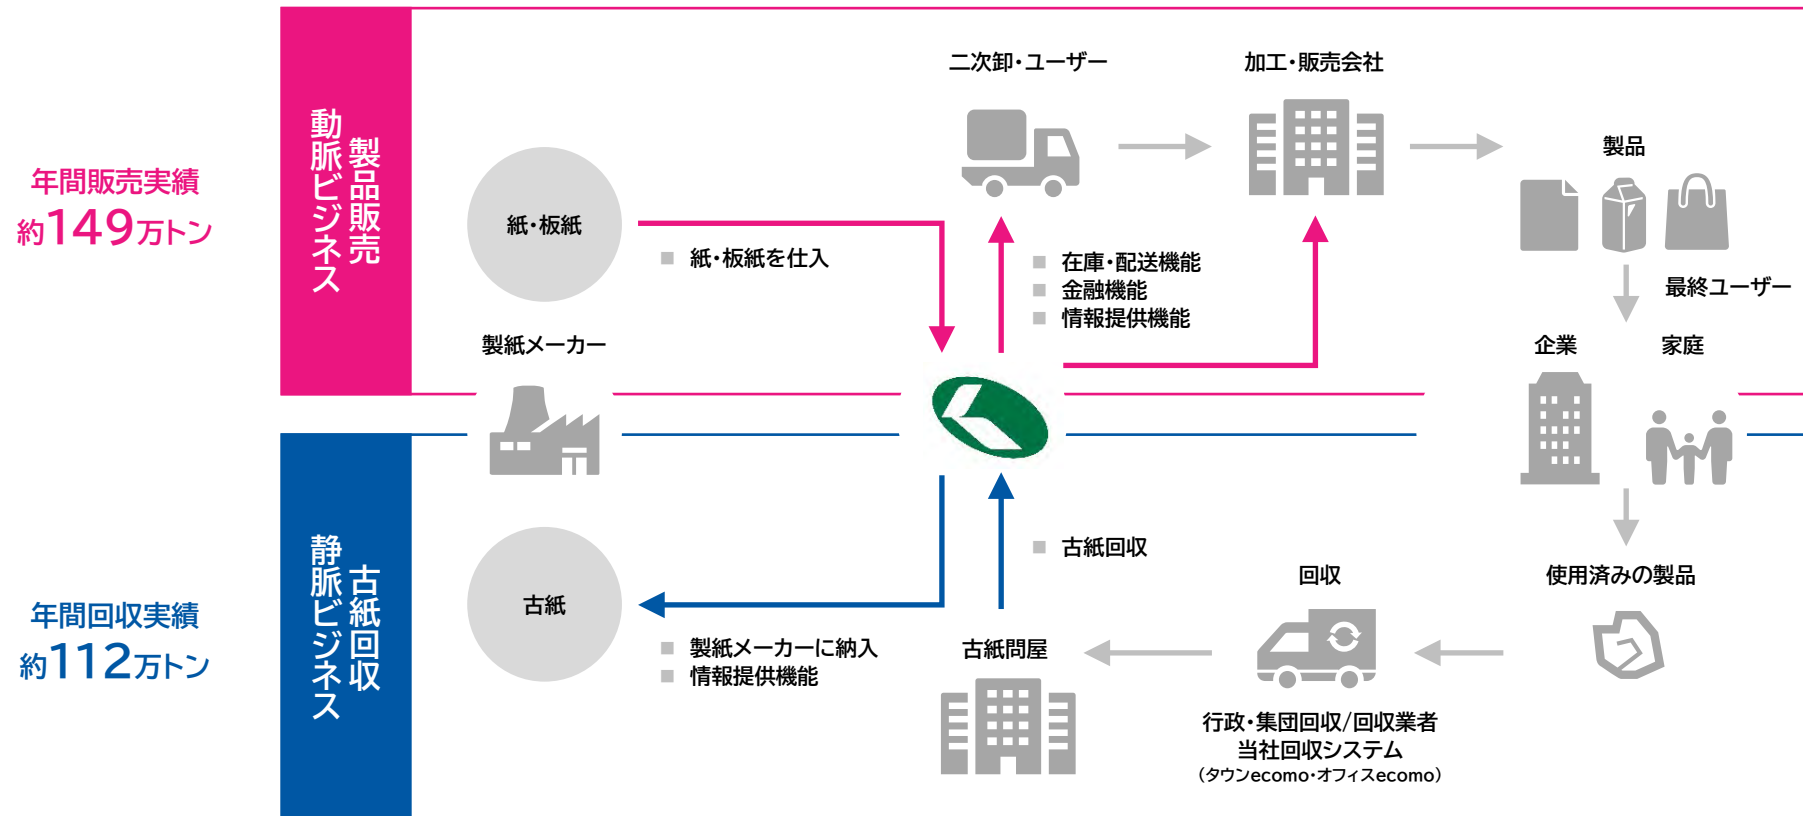 年間販売実績
約149万トン
製品販売
動脈ビジネス
紙・板紙
■ 紙・板紙を仕入
製紙メーカー
二次卸・ユーザー
加工・販売会社
■ 在庫・配送機能
■ 金融機能
■ 情報提供機能
製品
最終ユーザー
企業
家庭
年間回収実績
約112万トン
古紙回収
静脈ビジネス
古紙
■ 製紙メーカーに納入
■ 情報提供機能
■ 古紙回収
古紙問屋
回収
行政・集団回収/回収業者
当社回収システム
(タウンecomo・オフィスecomo)
使用済みの製品